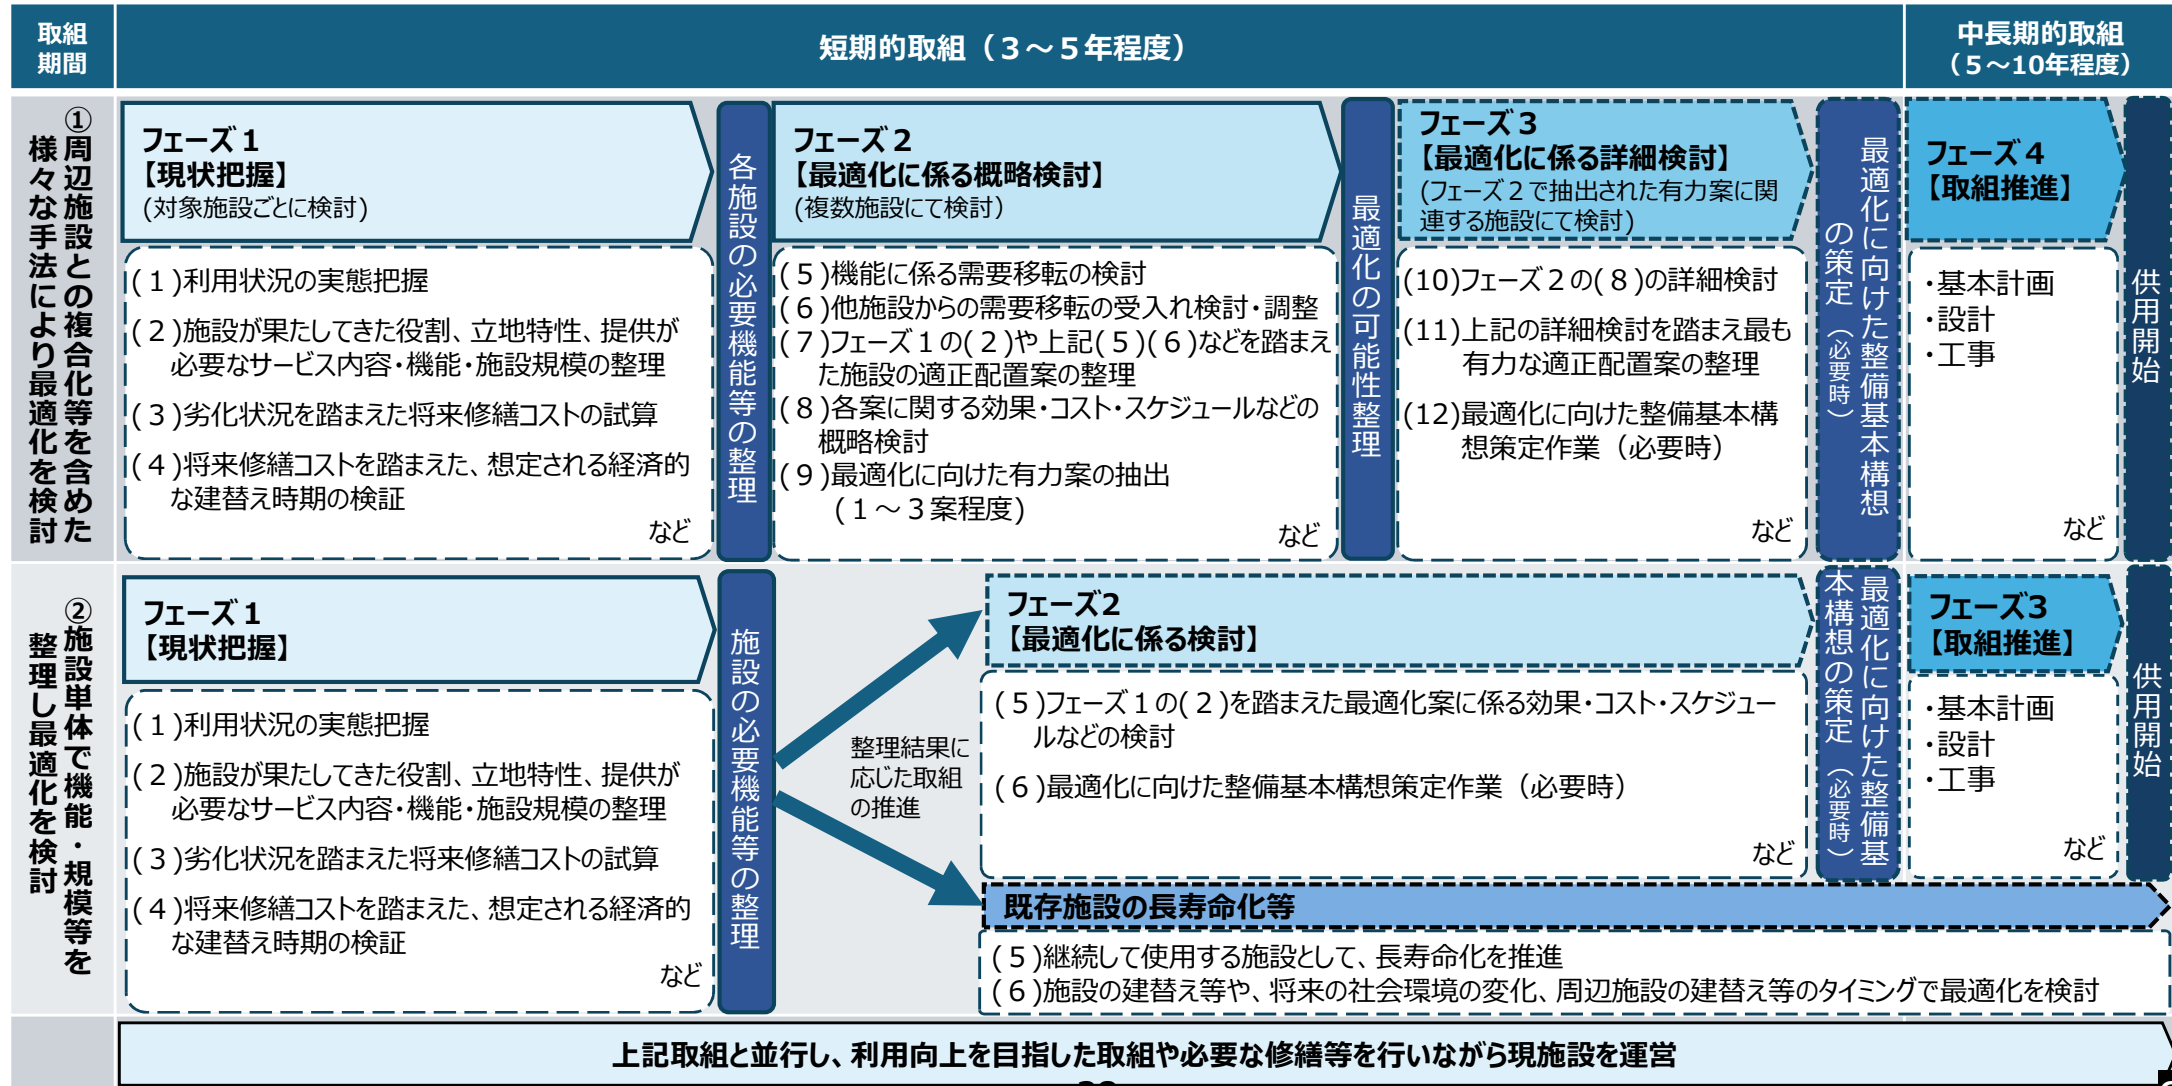 取組
期間
短期的取組（３～５年程度）
中長期的取組
（５～10年程度）
①周辺施設との複合化等を含めた
様々な手法により最適化を検討
フェーズ１
【現状把握】
(対象施設ごとに検討)
(１)利用状況の実態把握
(２)施設が果たしてきた役割、立地特性、提供が
必要なサービス内容・機能・施設規模の整理
(３)劣化状況を踏まえた将来修繕コストの試算
(４)将来修繕コストを踏まえた、想定される経済的
な建替え時期の検証
など
各施設の必要機能等の整理
フェーズ２
【最適化に係る概略検討】
(複数施設にて検討)
(５)機能に係る需要移転の検討
(６)他施設からの需要移転の受入れ検討・調整
(７)フェーズ１の(２)や上記(５)(６)などを踏まえ
た施設の適正配置案の整理
(８)各案に関する効果・コスト・スケジュールなどの
概略検討
(９)最適化に向けた有力案の抽出
(１～３案程度)
など
最適化の可能性整理
フェーズ３
【最適化に係る詳細検討】
(フェーズ２で抽出された有力案に関
連する施設にて検討)
(10)フェーズ２の(８)の詳細検討
(11)上記の詳細検討を踏まえ最も
有力な適正配置案の整理
(12)最適化に向けた整備基本構
想策定作業（必要時）
など
最適化に向けた整備基本構想
の策定（必要時）
フェーズ４
【取組推進】
・基本計画
・設計
・工事
など
供用開始
②施設単体で機能・規模等を
整理し最適化を検討
フェーズ１
【現状把握】
(１)利用状況の実態把握
(２)施設が果たしてきた役割、立地特性、提供が
必要なサービス内容・機能・施設規模の整理
(３)劣化状況を踏まえた将来修繕コストの試算
(４)将来修繕コストを踏まえた、想定される経済的
な建替え時期の検証
など
施設の必要機能等の整理
整理結果に
応じた取組
の推進
フェーズ2
【最適化に係る検討】
(５)フェーズ１の(２)を踏まえた最適化案に係る効果・コスト・スケジュー
ルなどの検討
(６)最適化に向けた整備基本構想策定作業（必要時）
など
最適化に向けた整備基
本構想の策定（必要時）
フェーズ3
【取組推進】
・基本計画
・設計
・工事
など
供用開始
既存施設の長寿命化等
(５)継続して使用する施設として、長寿命化を推進
(６)施設の建替え等や、将来の社会環境の変化、周辺施設の建替え等のタイミングで最適化を検討
上記取組と並行し、利用向上を目指した取組や必要な修繕等を行いながら現施設を運営